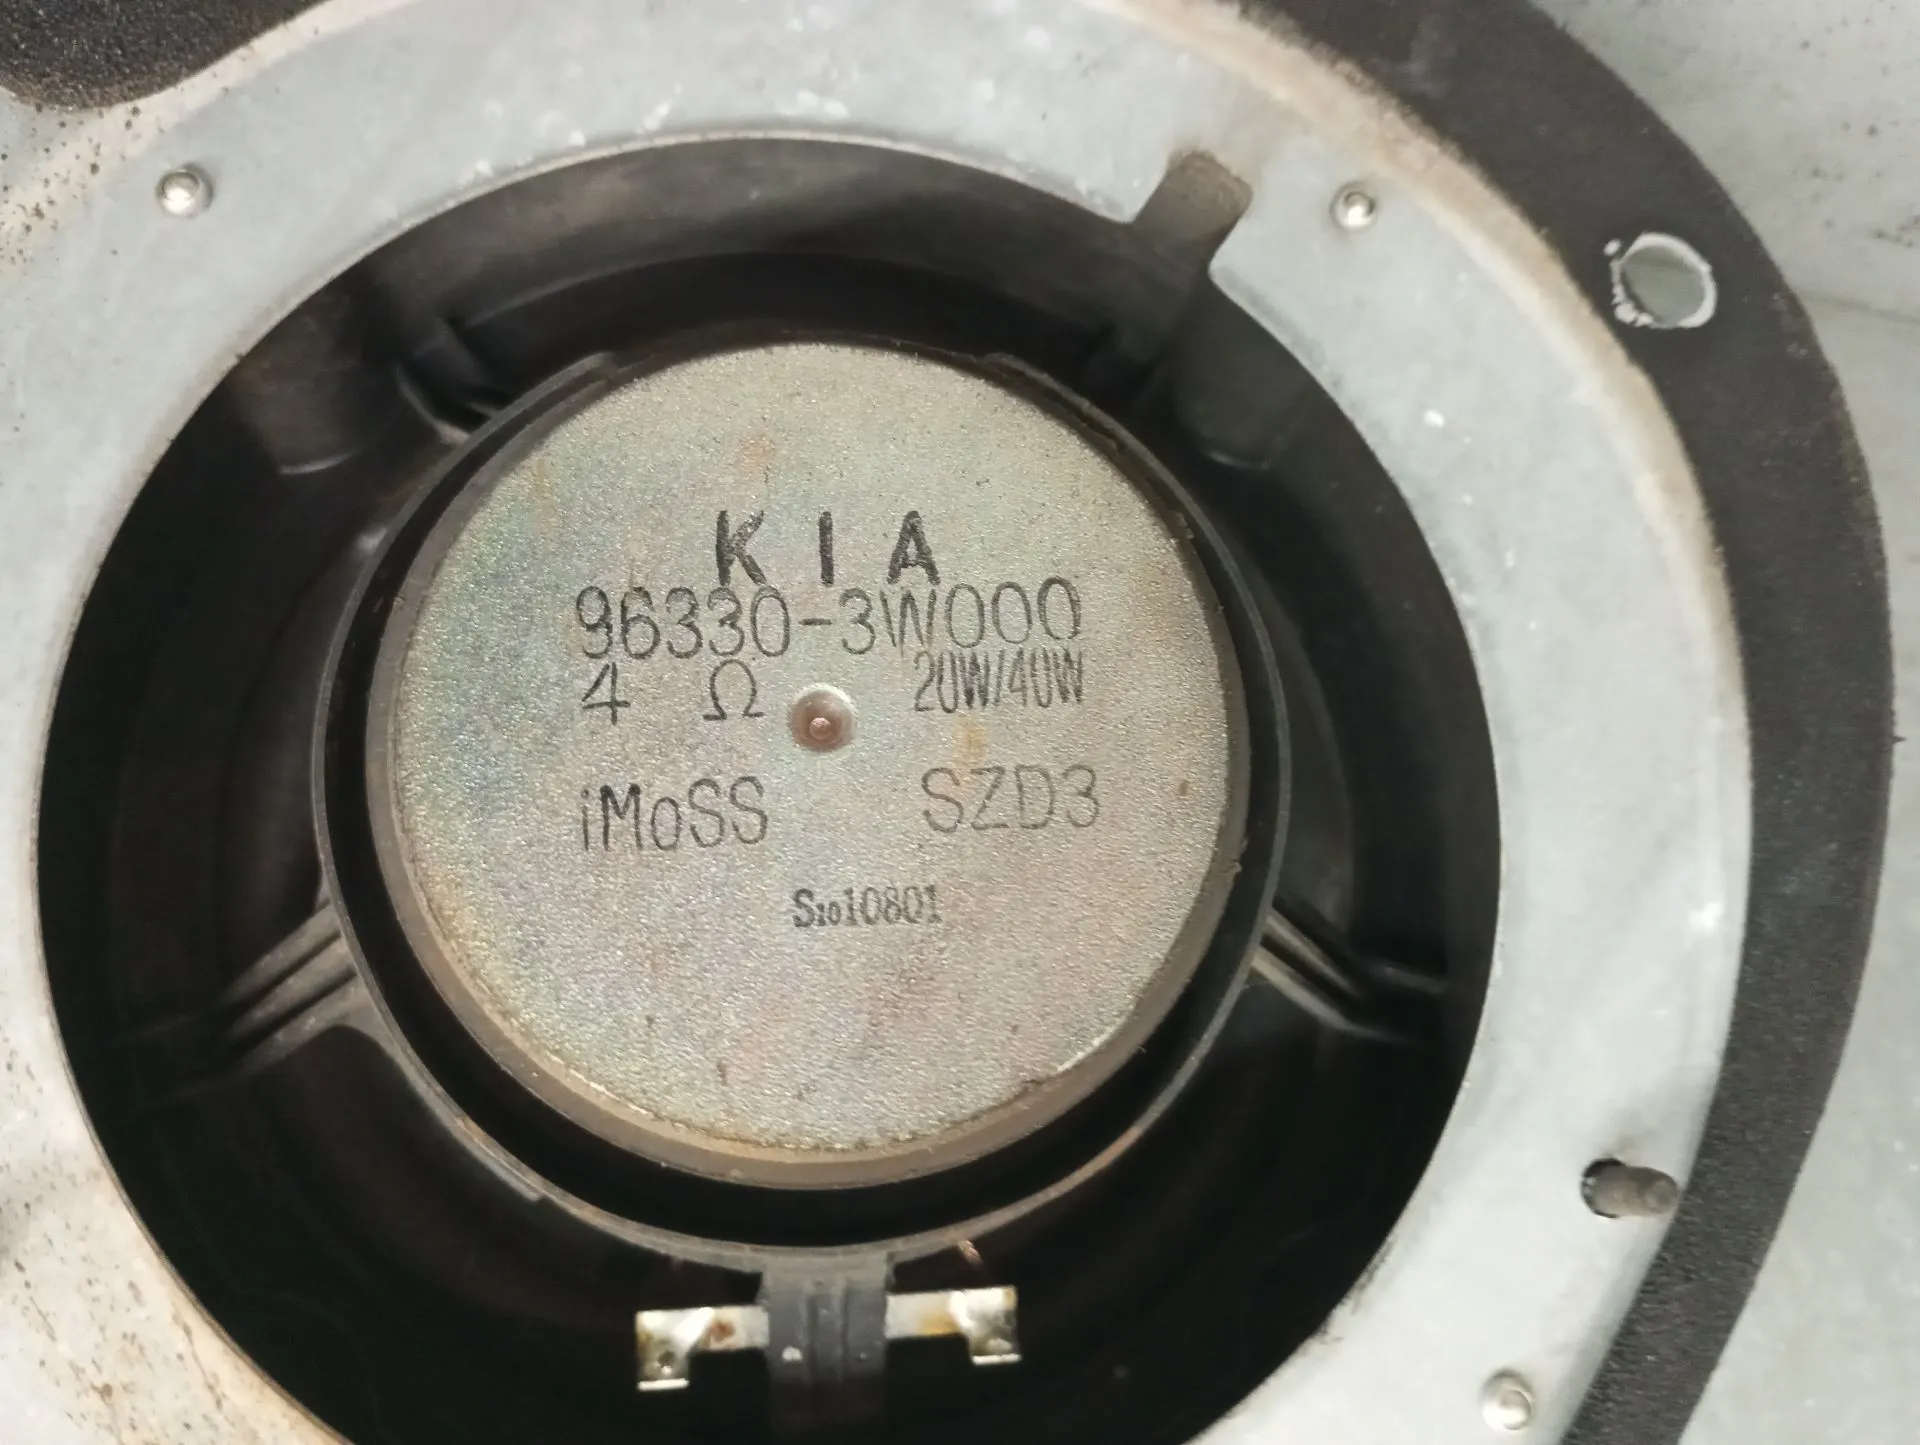 KIA
96330-3W000
4 Ω 20W/40W
iMoSS SZD3
S1010801